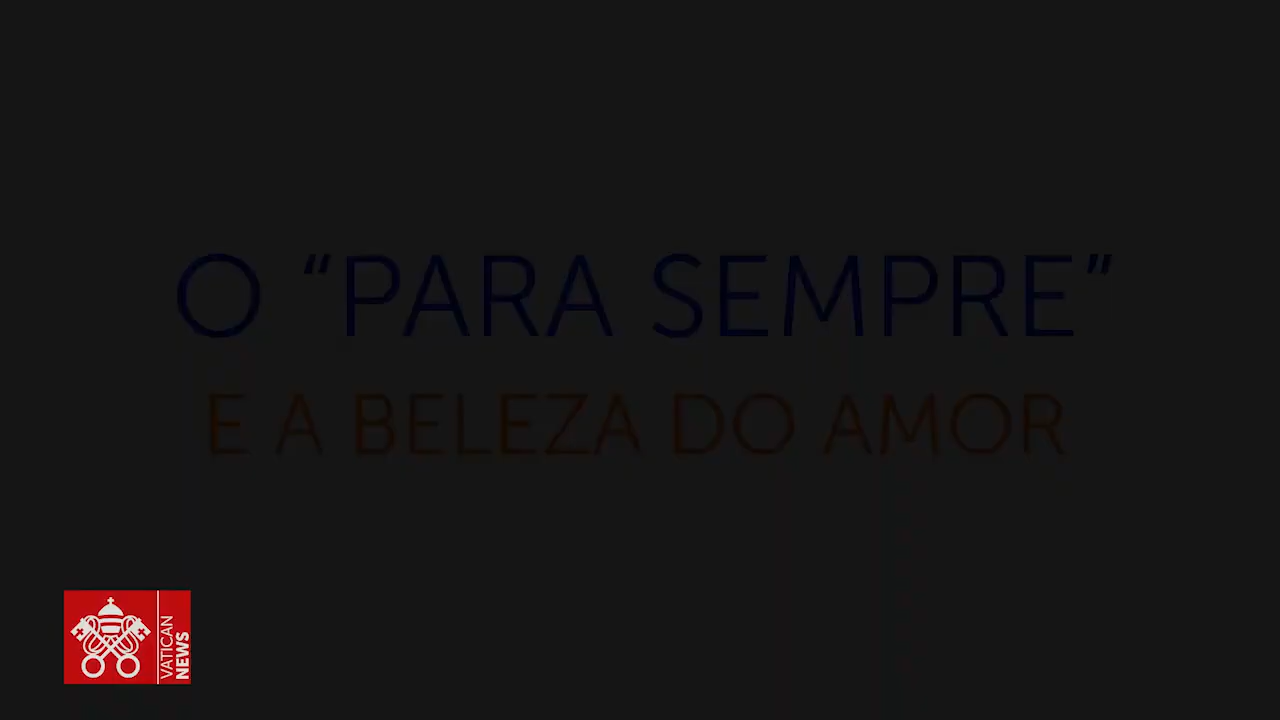 O “PARA SEMPRE”
E A BELEZA DO AMOR
VATICAN
NEWS